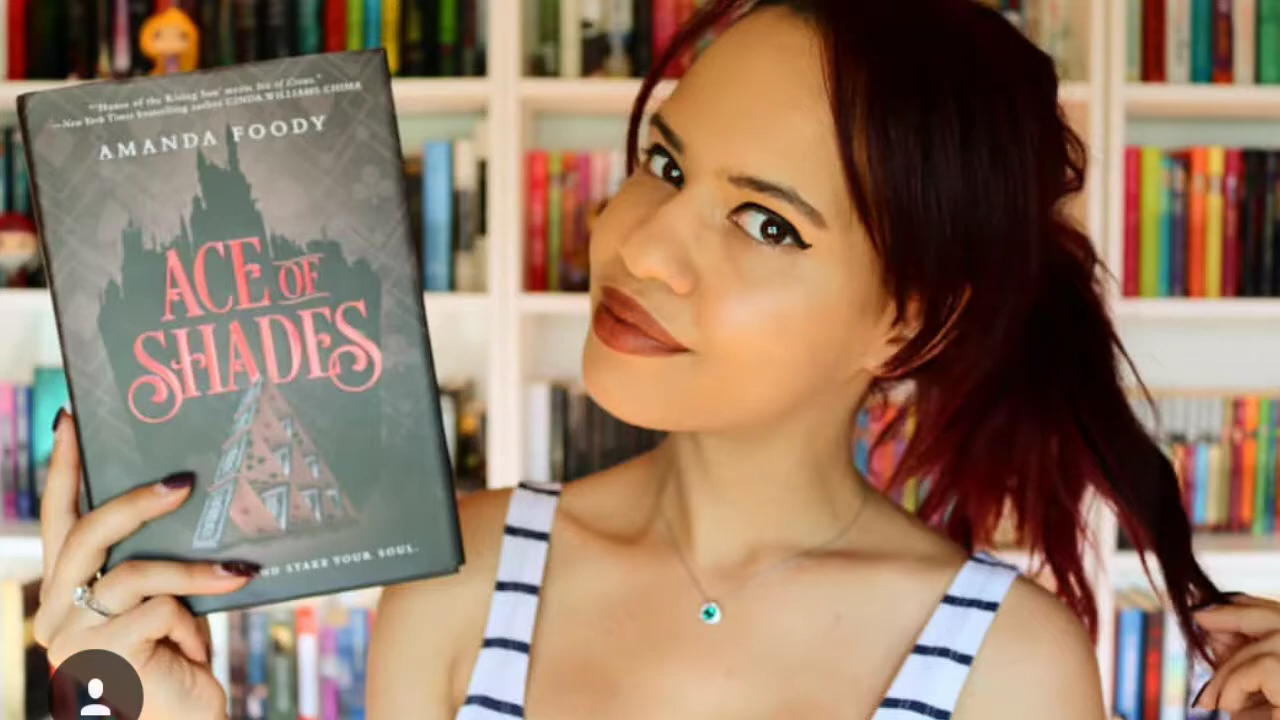 "'House of the Rising Sun' meets Six of Crows."
—New York Times bestselling author CINDA WILLIAMS CHIMA
AMANDA FOODY
ACE OF
SHADES
ND STAKE YOUR SOUL.